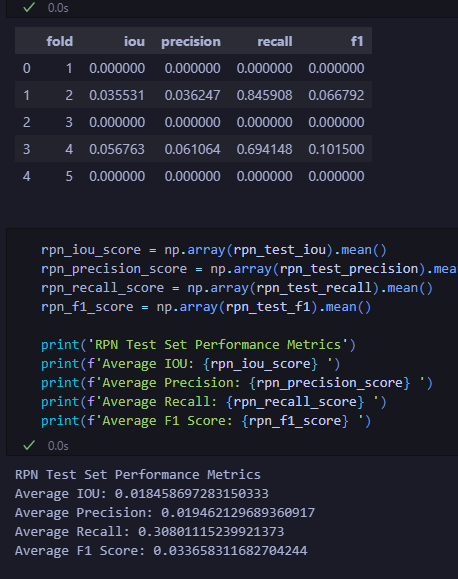 0.0s
fold iou precision recall f1
0 1 0.000000 0.000000 0.000000 0.000000
1 2 0.035531 0.036247 0.845908 0.066792
2 3 0.000000 0.000000 0.000000 0.000000
3 4 0.056763 0.061064 0.694148 0.101500
4 5 0.000000 0.000000 0.000000 0.000000
rpn_iou_score = np.array(rpn_test_iou).mean()
rpn_precision_score = np.array(rpn_test_precision).mea
rpn_recall_score = np.array(rpn_test_recall).mean()
rpn_f1_score = np.array(rpn_test_f1).mean()
print('RPN Test Set Performance Metrics')
print(f'Average IOU: {rpn_iou_score} ')
print(f'Average Precision: {rpn_precision_score} ')
print(f'Average Recall: {rpn_recall_score} ')
print(f'Average F1 Score: {rpn_f1_score} ')
0.0s
RPN Test Set Performance Metrics
Average IOU: 0.018458697283150333
Average Precision: 0.019462129689360917
Average Recall: 0.30801115239921373
Average F1 Score: 0.033658311682704244